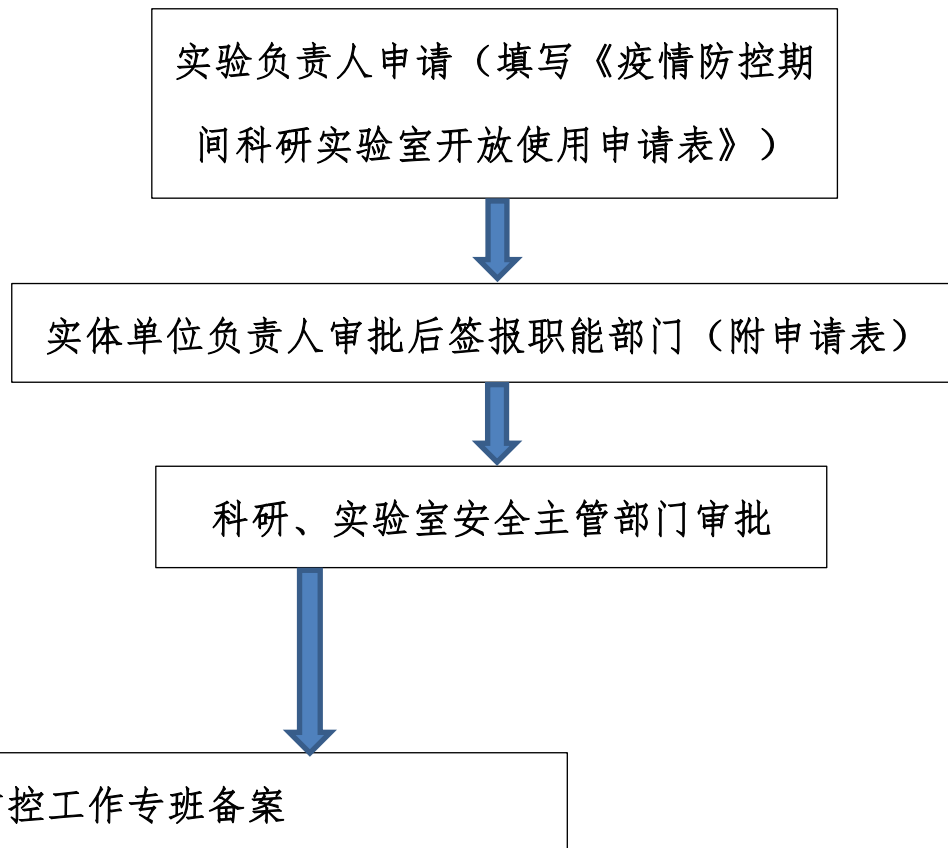 实验负责人申请（填写《疫情防控期
间科研实验室开放使用申请表》）
实体单位负责人审批后签报职能部门（附申请表）
科研、实验室安全主管部门审批
控工作专班备案